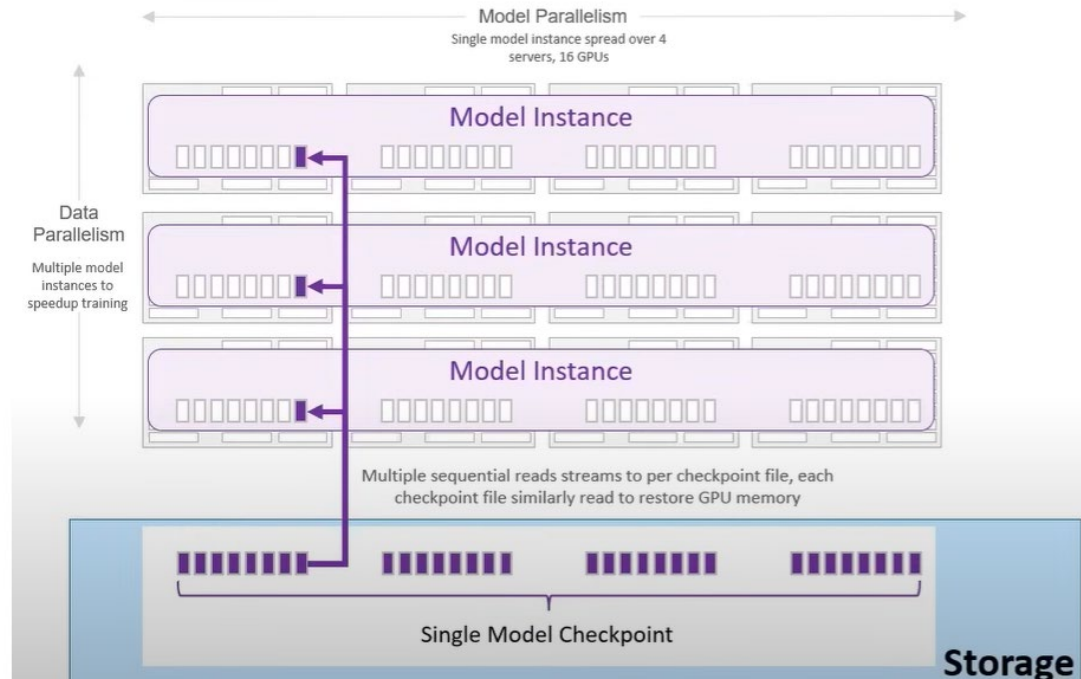 Model Parallelism
Single model instance spread over 4
servers, 16 GPUs
Model Instance
Data
Parallelism
Multiple model
instances to
speedup training
Model Instance
Model Instance
Multiple sequential reads streams to per checkpoint file, each
checkpoint file similarly read to restore GPU memory
Single Model Checkpoint
Storage